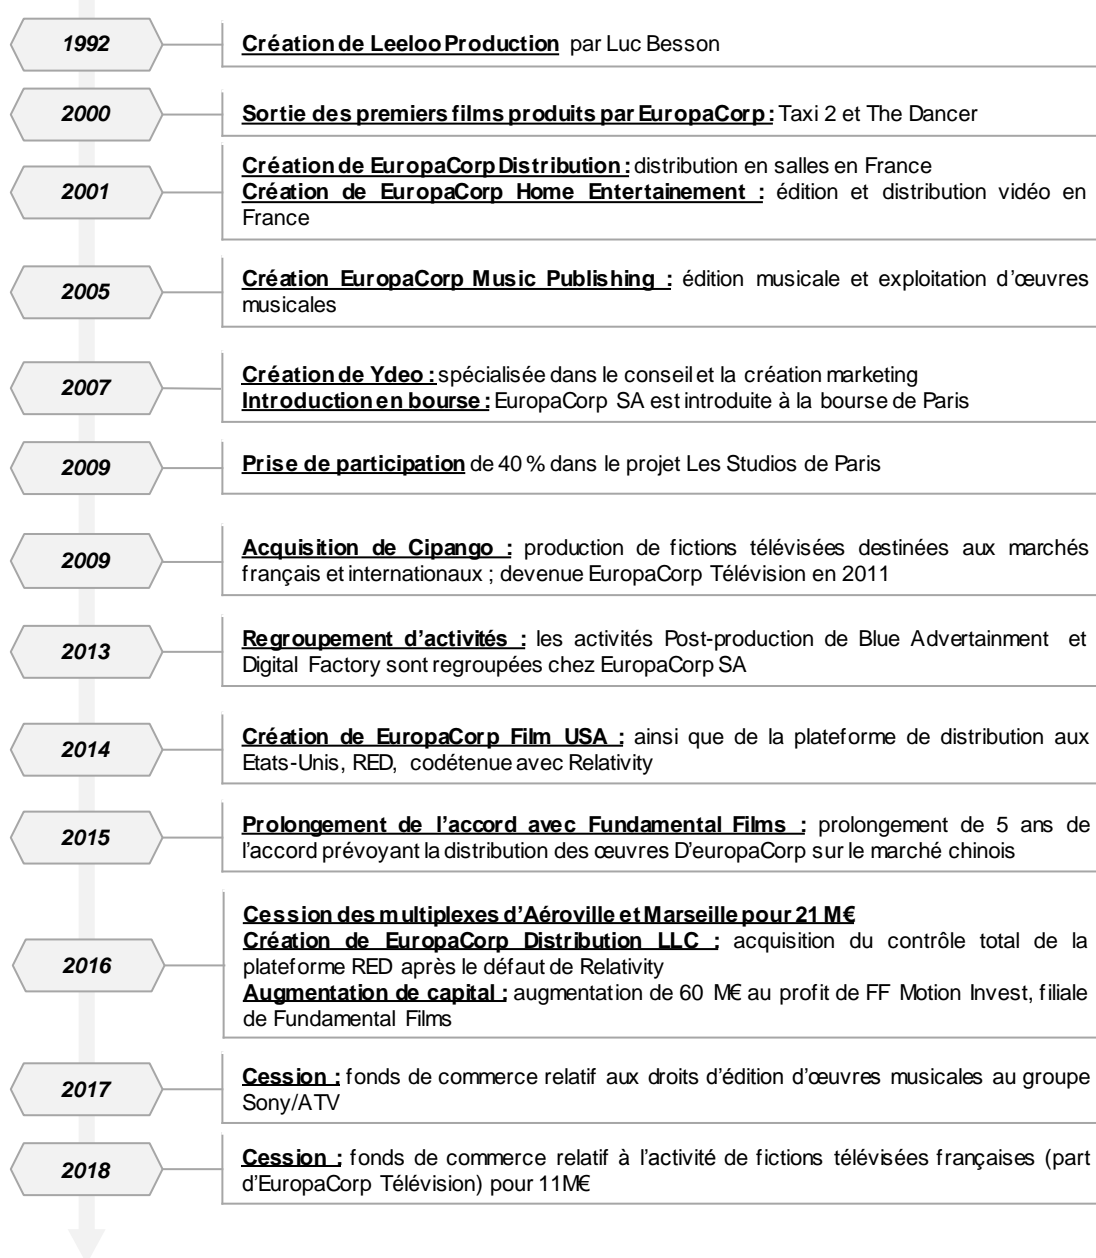 1992
Création de Leeloo Production par Luc Besson
2000
Sortie des premiers films produits par EuropaCorp : Taxi 2 et The Dancer
2001
Création de EuropaCorp Distribution : distribution en salles en France
Création de EuropaCorp Home Entertainement : édition et distribution vidéo en
France
2005
Création EuropaCorp Music Publishing : édition musicale et exploitation d’œuvres
musicales
2007
Création de Ydeo : spécialisée dans le conseil et la création marketing
Introduction en bourse : EuropaCorp SA est introduite à la bourse de Paris
2009
Prise de participation de 40 % dans le projet Les Studios de Paris
2009
Acquisition de Cipango : production de fictions télévisées destinées aux marchés
français et internationaux ; devenue EuropaCorp Télévision en 2011
2013
Regroupement d’activités : les activités Post-production de Blue Advertainment et
Digital Factory sont regroupées chez EuropaCorp SA
2014
Création de EuropaCorp Film USA : ainsi que de la plateforme de distribution aux
Etats-Unis, RED, codétenue avec Relativity
2015
Prolongement de l’accord avec Fundamental Films : prolongement de 5 ans de
l’accord prévoyant la distribution des œuvres D’europaCorp sur le marché chinois
2016
Cession des multiplexes d’Aéroville et Marseille pour 21 M€
Création de EuropaCorp Distribution LLC : acquisition du contrôle total de la
plateforme RED après le défaut de Relativity
Augmentation de capital : augmentation de 60 M€ au profit de FF Motion Invest, filiale
de Fundamental Films
2017
Cession : fonds de commerce relatif aux droits d’édition d’œuvres musicales au groupe
Sony/ATV
2018
Cession : fonds de commerce relatif à l’activité de fictions télévisées françaises (part
d’EuropaCorp Télévision) pour 11M€